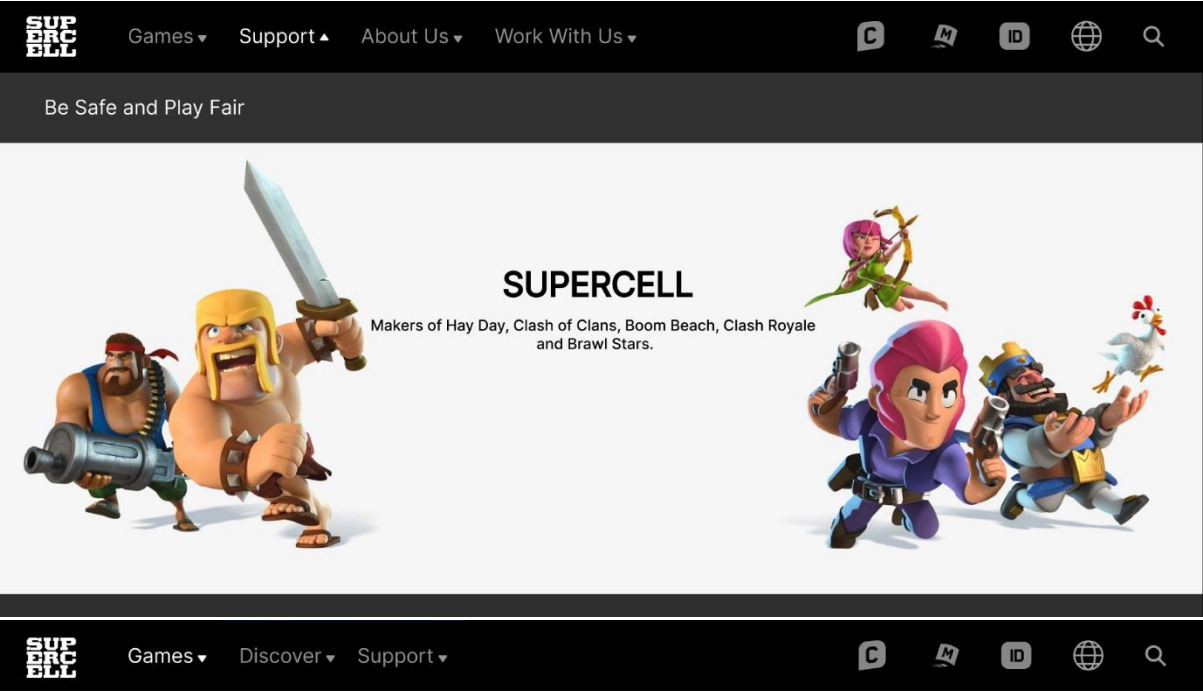 SUP
ERC
ELL
Games▾ Support▴ About Us▾ Work With Us▾ C M ID
Be Safe and Play Fair
SUPERCELL
Makers of Hay Day, Clash of Clans, Boom Beach, Clash Royale
and Brawl Stars.
SUP
ERC
ELL
Games▾ Discover▾ Support▾ C M ID